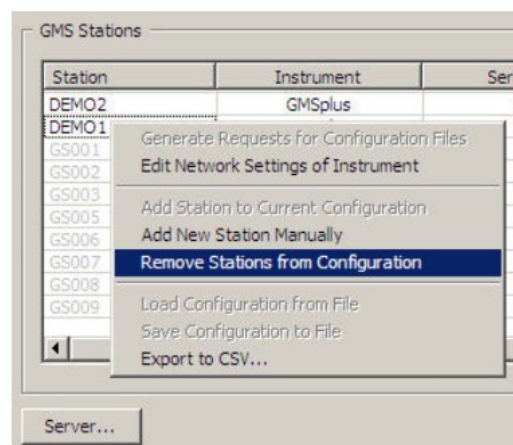 GMS Stations
Station Instrument Ser
DEMO2 GMSplus
DEMO1
GS001 Generate Requests for Configuration Files
GS002 Edit Network Settings of Instrument
GS003
GS005 Add Station to Current Configuration
GS006 Add New Station Manually
GS007 Remove Stations from Configuration
GS008
GS009 Load Configuration from File
Save Configuration to File
Export to CSV...
Server...